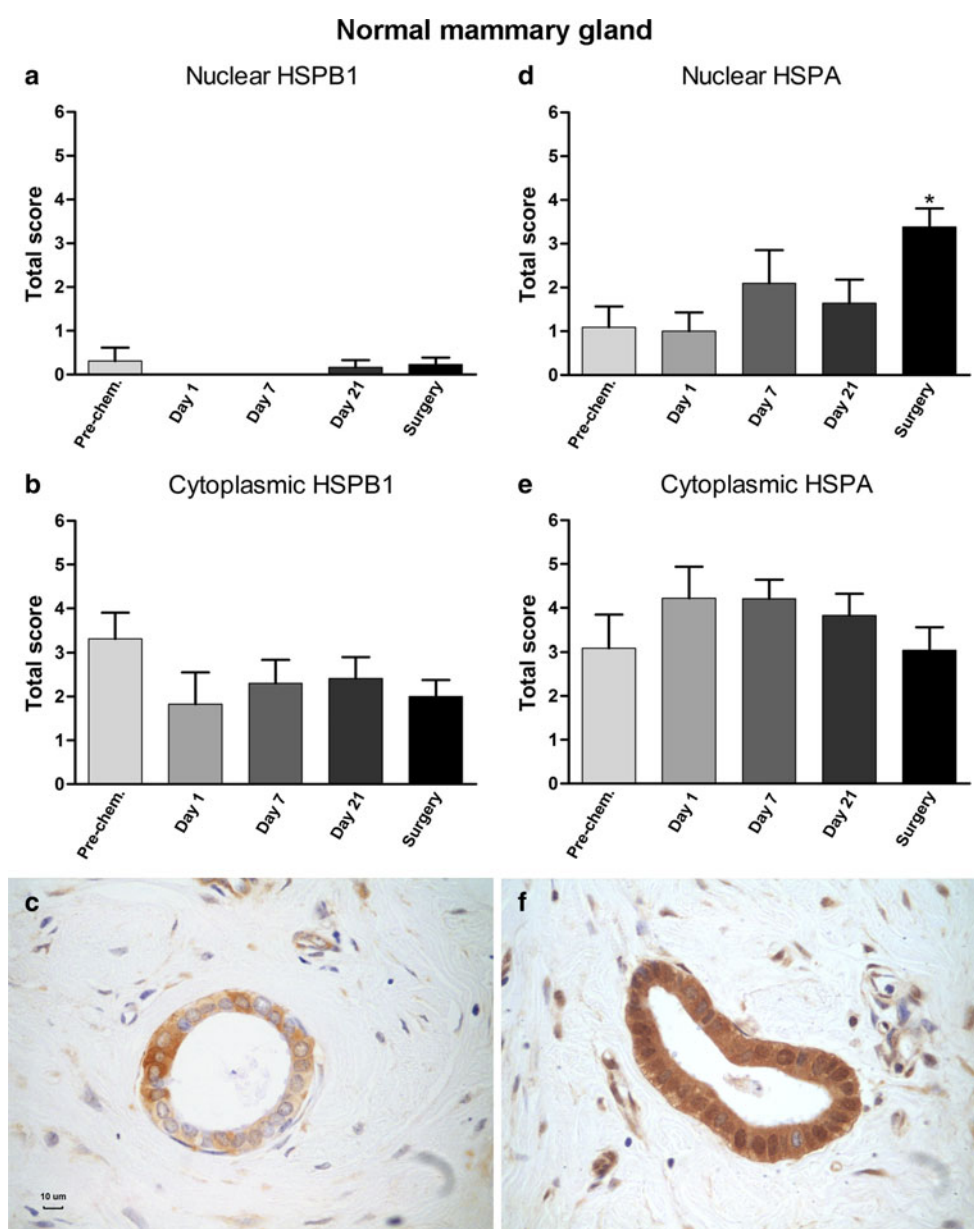 Normal mammary gland
a Nuclear HSPB1
Total score
6
5
4
3
2
1
0
Pre-chem.
Day 1
Day 7
Day 21
Surgery
d Nuclear HSPA
Total score
6
5
4
3
2
1
0
*
Pre-chem.
Day 1
Day 7
Day 21
Surgery
b Cytoplasmic HSPB1
Total score
6
5
4
3
2
1
0
Pre-chem.
Day 1
Day 7
Day 21
Surgery
e Cytoplasmic HSPA
Total score
6
5
4
3
2
1
0
Pre-chem.
Day 1
Day 7
Day 21
Surgery
c
10 um
f